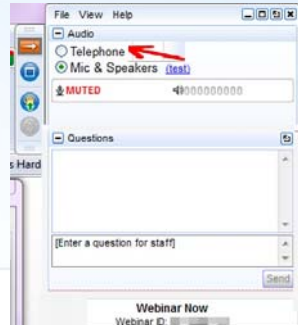 File View Help
Audio
Telephone
Mic & Speakers (test)
MUTED 000000000
Questions
s Hard
[Enter a question for staff]
Send
Webinar Now
Webinar ID: